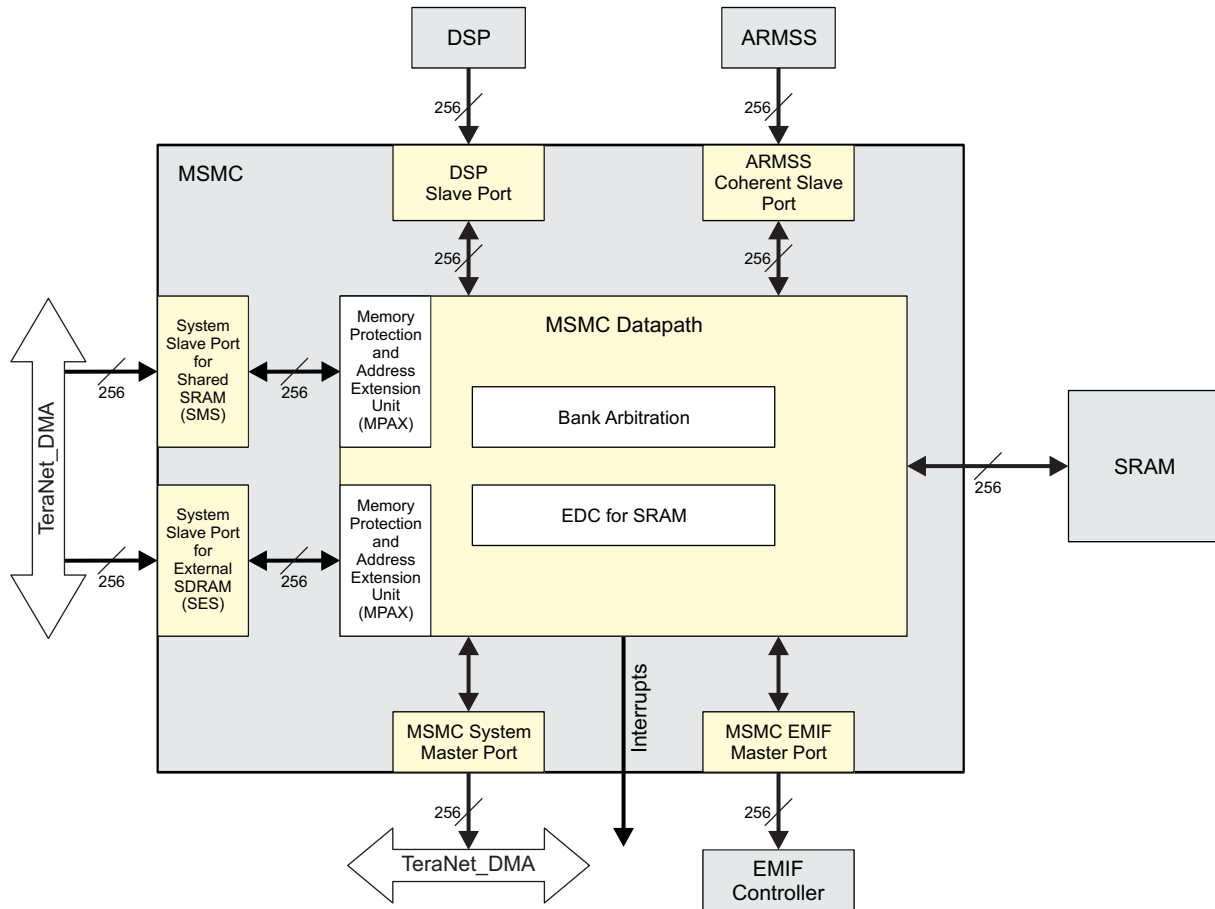 DSP
ARMSS
256
256
MSMC
DSP
Slave Port
ARMSS
Coherent Slave
Port
256
256
TeraNet_DMA
256
System
Slave Port
for
Shared
SRAM
(SMS)
256
Memory
Protection
and
Address
Extension
Unit
(MPAX)
MSMC Datapath
Bank Arbitration
EDC for SRAM
256
SRAM
256
System
Slave Port
for
External
SDRAM
(SES)
256
Memory
Protection
and
Address
Extension
Unit
(MPAX)
Interrupts
MSMC System
Master Port
MSMC EMIF
Master Port
256
256
TeraNet_DMA
EMIF
Controller